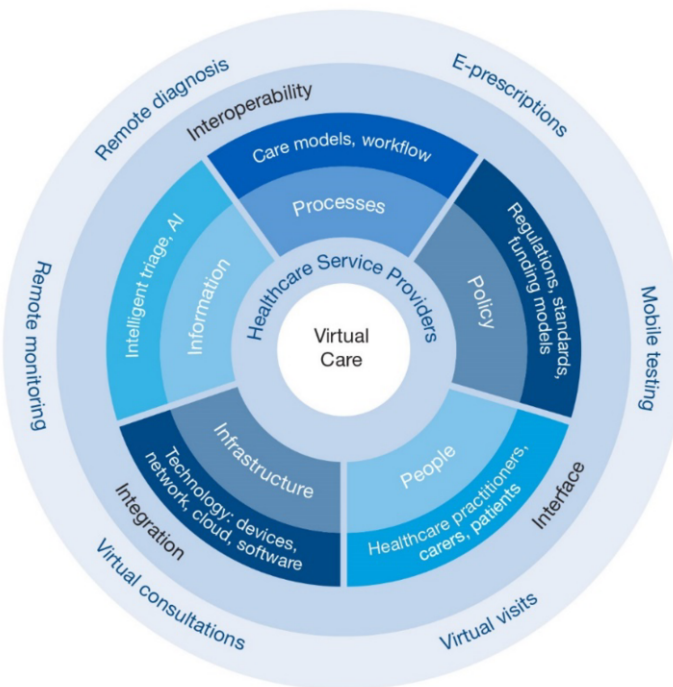 Remote diagnosis
E-prescriptions
Mobile testing
Virtual visits
Virtual consultations
Remote monitoring
Interoperability
Interface
Integration
Care models, workflow
Processes
Regulations, standards,
funding models
Policy
People
Healthcare practitioners,
carers, patients
Infrastructure
Technology: devices,
network, cloud, software
Intelligent triage, AI
Information
Healthcare Service Providers
Virtual
Care